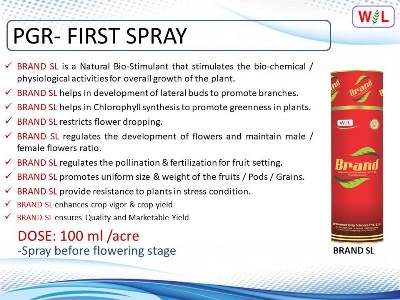 W L
PGR- FIRST SPRAY
BRAND SL is a Natural Bio-Stimulant that stimulates the bio-chemical /
physiological activities for overall growth of the plant.
BRAND SL helps in development of lateral buds to promote branches.
BRAND SL helps in Chlorophyll synthesis to promote greenness in plants.
BRAND SL restricts flower dropping.
BRAND SL regulates the development of flowers and maintain male /
female flowers ratio.
BRAND SL regulates the pollination & fertilization for fruit setting.
BRAND SL promotes uniform size & weight of the fruits / Pods / Grains.
BRAND SL provide resistance to plants in stress condition.
BRAND SL enhances crop vigor & crop yield
BRAND SL ensures Quality and Marketable Yield
DOSE: 100 ml /acre
-Spray before flowering stage
Brand
W L
Brand
BRAND SL